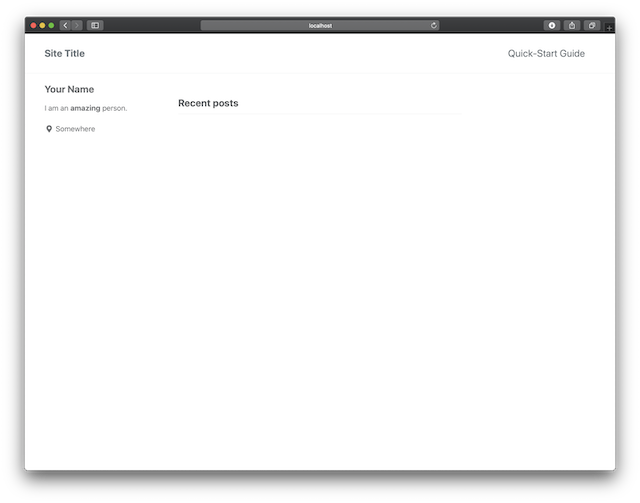 localhost
Site Title
Quick-Start Guide
Your Name
I am an amazing person.
Somewhere
Recent posts